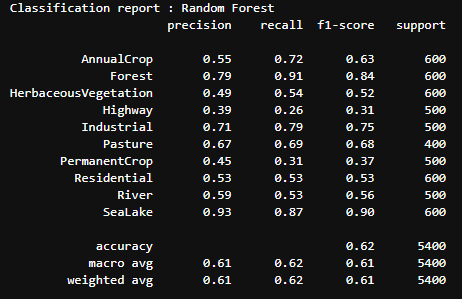 Classification report : Random Forest
precision recall f1-score support
AnnualCrop 0.55 0.72 0.63 600
Forest 0.79 0.91 0.84 600
HerbaceousVegetation 0.49 0.54 0.52 600
Highway 0.39 0.26 0.31 500
Industrial 0.71 0.79 0.75 500
Pasture 0.67 0.69 0.68 400
PermanentCrop 0.45 0.31 0.37 500
Residential 0.53 0.53 0.53 600
River 0.59 0.53 0.56 500
SeaLake 0.93 0.87 0.90 600
accuracy 0.62 5400
macro avg 0.61 0.62 0.61 5400
weighted avg 0.61 0.62 0.61 5400